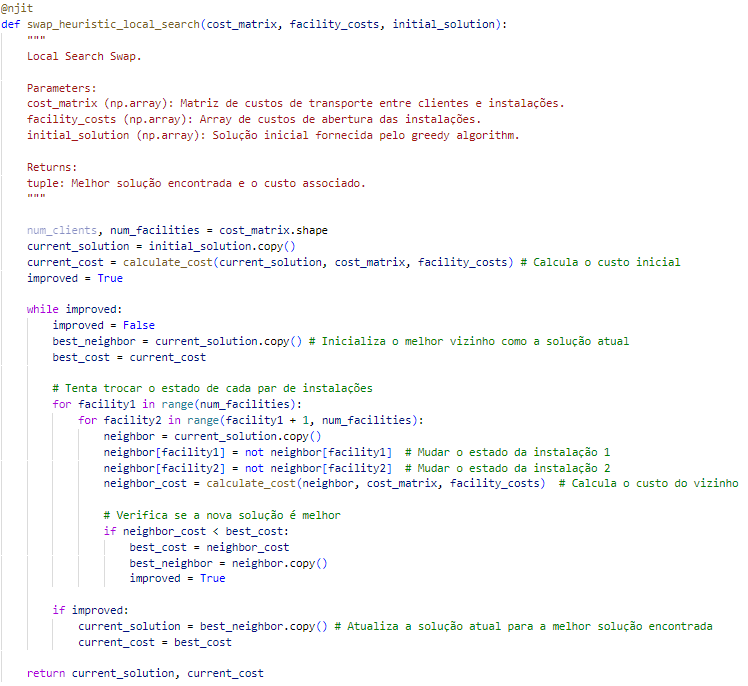 @njit
def swap_heuristic_local_search(cost_matrix, facility_costs, initial_solution):
    """
    Local Search Swap.

    Parameters:
    cost_matrix (np.array): Matriz de custos de transporte entre clientes e instalações.
    facility_costs (np.array): Array de custos de abertura das instalações.
    initial_solution (np.array): Solução inicial fornecida pelo greedy algorithm.

    Returns:
    tuple: Melhor solução encontrada e o custo associado.
    """

    num_clients, num_facilities = cost_matrix.shape
    current_solution = initial_solution.copy()
    current_cost = calculate_cost(current_solution, cost_matrix, facility_costs) # Calcula o custo inicial
    improved = True

    while improved:
        improved = False
        best_neighbor = current_solution.copy() # Inicializa o melhor vizinho como a solução atual
        best_cost = current_cost

        # Tenta trocar o estado de cada par de instalações
        for facility1 in range(num_facilities):
            for facility2 in range(facility1 + 1, num_facilities):
                neighbor = current_solution.copy()
                neighbor[facility1] = not neighbor[facility1]  # Mudar o estado da instalação 1
                neighbor[facility2] = not neighbor[facility2]  # Mudar o estado da instalação 2
                neighbor_cost = calculate_cost(neighbor, cost_matrix, facility_costs)  # Calcula o custo do vizinho

                # Verifica se a nova solução é melhor
                if neighbor_cost < best_cost:
                    best_cost = neighbor_cost
                    best_neighbor = neighbor.copy()
                    improved = True

        if improved:
            current_solution = best_neighbor.copy() # Atualiza a solução atual para a melhor solução encontrada
            current_cost = best_cost

    return current_solution, current_cost